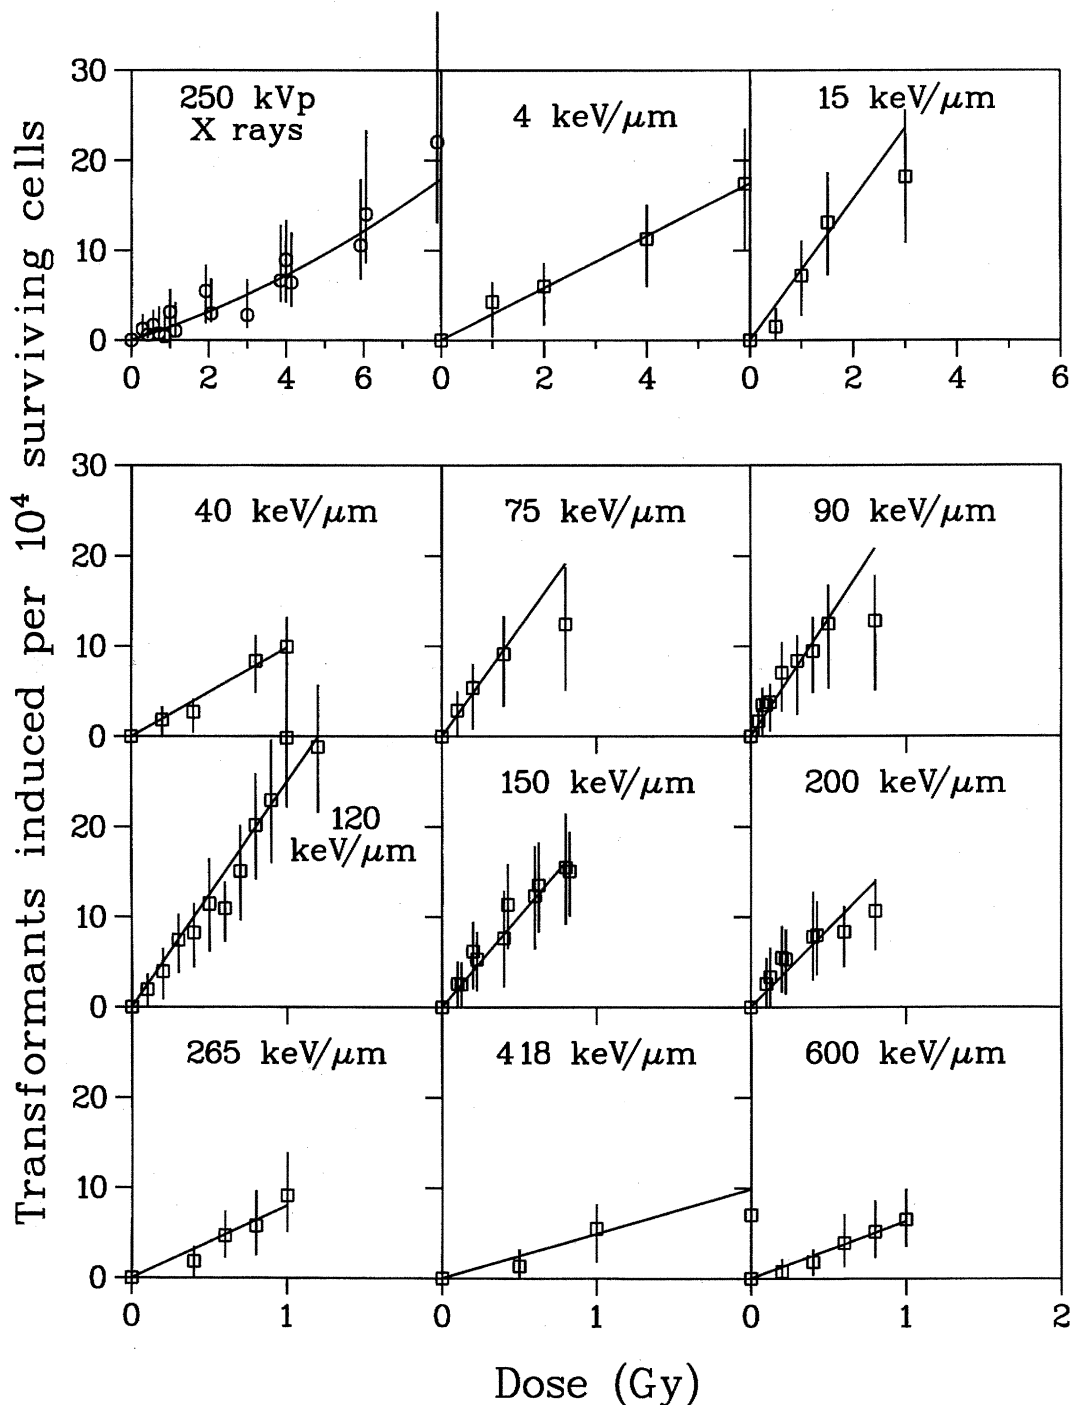 Transformants induced per 10⁴ surviving cells
30
20
10
0
250 kVp
X rays
4 keV/μm
15 keV/μm
0 2 4 6 0 2 4 0 2 4 6
30
20
10
0
40 keV/μm
75 keV/μm
90 keV/μm
20
10
0
120
keV/μm
150 keV/μm
200 keV/μm
20
10
0
265 keV/μm
418 keV/μm
600 keV/μm
0 1 0 1 0 1 2
Dose (Gy)